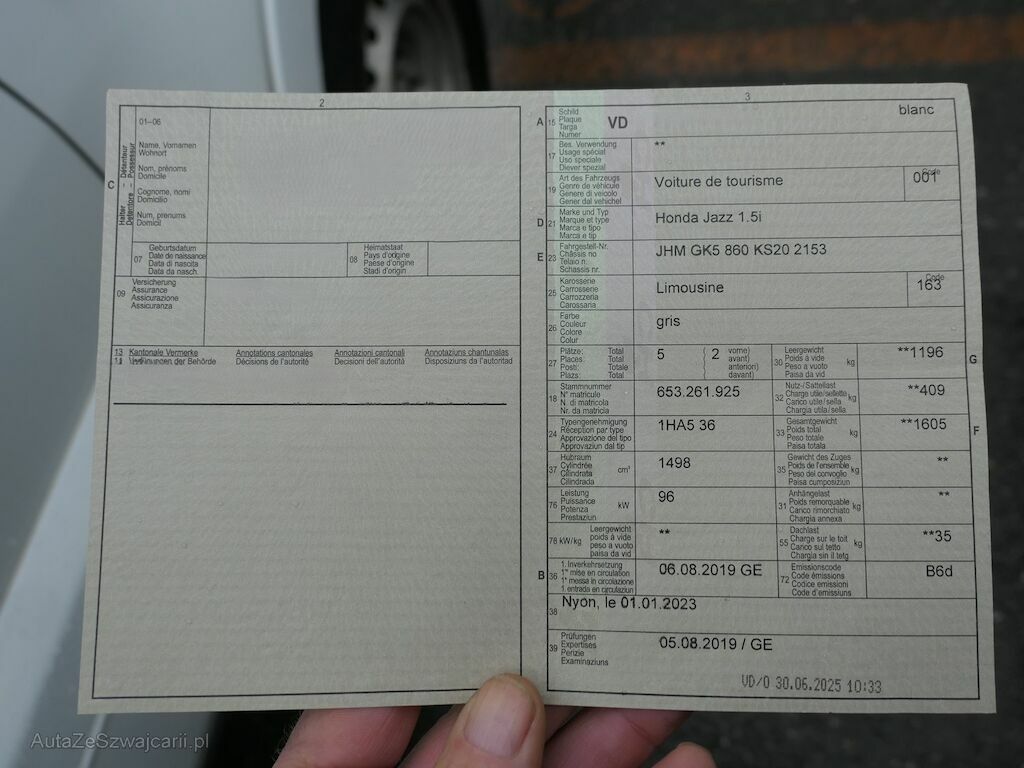 2
01–06
Name, Vornamen
Wohnort
Nom, prénoms
Domicile
Cognome, nomi
Domicilio
Num, prenums
Domicil
C
Halter – Détenteur
Detentore – Possessur
07
Geburtsdatum
Date de naissance
Data di nascita
Data da nasch.
08
Heimatstaat
Pays d'origine
Paese d'origine
Stadi d'origin
09
Versicherung
Assurance
Assicurazione
Assicuranza
13 Kantonale Vermerke Annotations cantonales Annotazioni cantonali Annotaziuns chantunalas
Verfügungen der Behörde Décisions de l'autorité Decisioni dell'autorità Disposiziuns da l'autoritad
3
A 15
Schild
Plaque
Targa
Numer
VD
blanc
17
Bes. Verwendung
Usage spécial
Uso speciale
Diever spezial
**
19
Art des Fahrzeugs
Genre de véhicule
Genere di veicolo
Gener dal vichel
Voiture de tourisme
Code
001
D 21
Marke und Typ
Marque et type
Marca e tipo
Marca e tip
Honda Jazz 1.5i
E 23
Fahrgestell-Nr.
Châssis no
Telaio n.
Schassis nr.
JHM GK5 860 KS20 2153
25
Karosserie
Carrosserie
Carrozzeria
Carossaria
Limousine
Code
163
26
Farbe
Couleur
Colore
Colur
gris
27
Plätze: Total
Places: Total
Posti: Totale
Plazs: Total
5 ( 2
vorne)
avant)
anteriori)
davant)
30
Leergewicht
Poids à vide
Peso a vuoto
Paisa da vid
kg
**1196
G
18
Stammnummer
N° matricule
N. di matricola
Nr. da matricla
653.261.925
32
Nutz-/Sattellast
Charge utile/sellette
Carico utile/sella
Chargia utila/sella
kg
**409
24
Typengenehmigung
Réception par type
Approvazione del tipo
Approvaziun dal tip
1HA5 36
33
Gesamtgewicht
Poids total
Peso totale
Paisa totala
kg
**1605
F
37
Hubraum
Cylindrée
Cilindrata
Cilindrada
cm³
1498
35
Gewicht des Zuges
Poids de l'ensemble
Peso del convoglio
Paisa cumposiziun
kg
**
76
Leistung
Puissance
Potenza
Prestaziun
kW
96
31
Anhängelast
Poids remorquable
Carico rimorchiato
Chargia annexa
kg
**
78 kW/kg
Leergewicht
poids à vide
peso a vuoto
paisa da vid
**
55
Dachlast
Charge sur le toit
Carico sul tetto
Chargia sin il tetg
kg
**35
B 36
1. Inverkehrsetzung
1re mise en circulation
1a messa in circolazione
1. entrada en circulaziun
06.08.2019 GE
72
Emissionscode
Code émissions
Codice emissioni
Code d'emissiuns
B6d
38
Nyon, le 01.01.2023
39
Prüfungen
Expertises
Perizie
Examinaziuns
05.08.2019 / GE
VD/0 30.06.2025 10:33
AutaZeSzwajcarii.pl